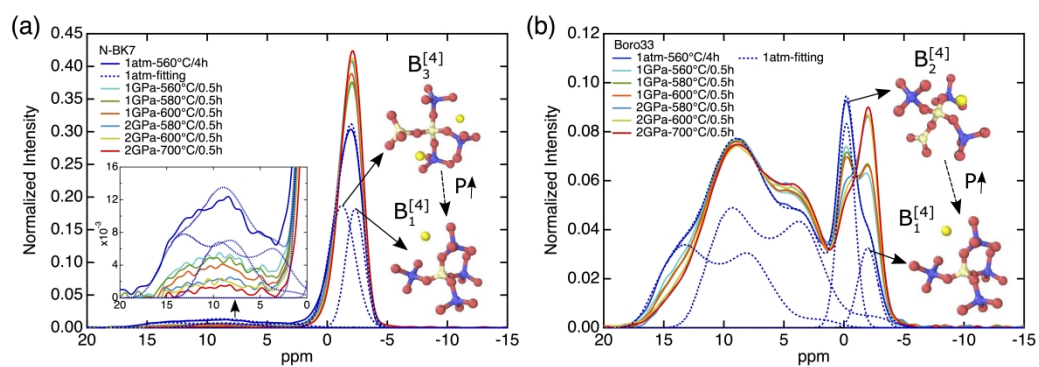 (a)
0.45
0.40
0.35
0.30
0.25
0.20
0.15
0.10
0.05
0.00
Normalized Intensity
N-BK7
1atm-560°C/4h
1atm-fitting
1GPa-560°C/0.5h
1GPa-580°C/0.5h
1GPa-600°C/0.5h
2GPa-580°C/0.5h
2GPa-600°C/0.5h
2GPa-700°C/0.5h
16
12
8
4
0
x10⁻³
20 15 10 5 0
B₃[4]
P
B₁[4]
20 15 10 5 0 -5 -10 -15
ppm
(b)
0.12
0.10
0.08
0.06
0.04
0.02
0.00
Normalized Intensity
Boro33
1atm-560°C/4h 1atm-fitting
1GPa-560°C/0.5h
1GPa-580°C/0.5h
1GPa-600°C/0.5h
2GPa-580°C/0.5h
2GPa-600°C/0.5h
2GPa-700°C/0.5h
B₂[4]
P
B₁[4]
20 15 10 5 0 -5 -10 -15
ppm